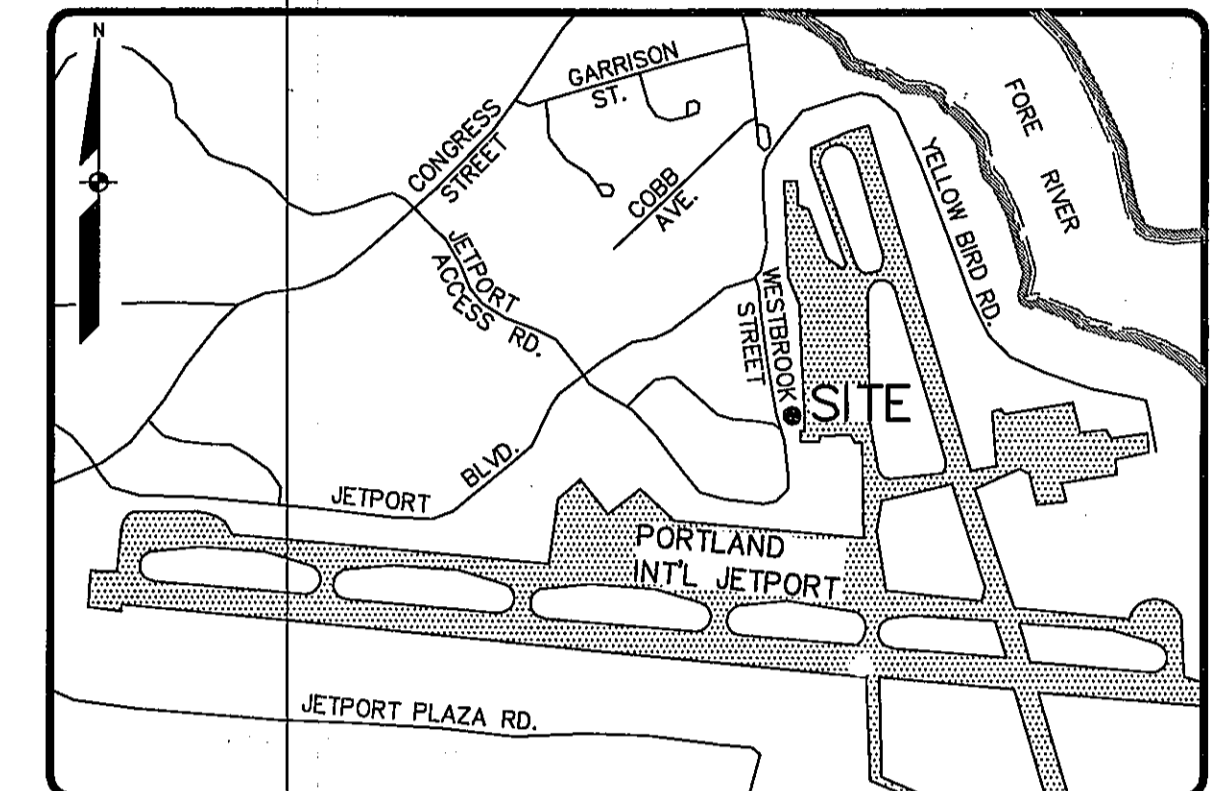 N
GARRISON
ST.
CONGRESS
STREET
FORE
RIVER
YELLOW BIRD RD.
COBB
AVE.
JETPORT
ACCESS RD.
WESTBROOK
STREET
SITE
BLVD.
JETPORT
PORTLAND
INT'L JETPORT
JETPORT PLAZA RD.